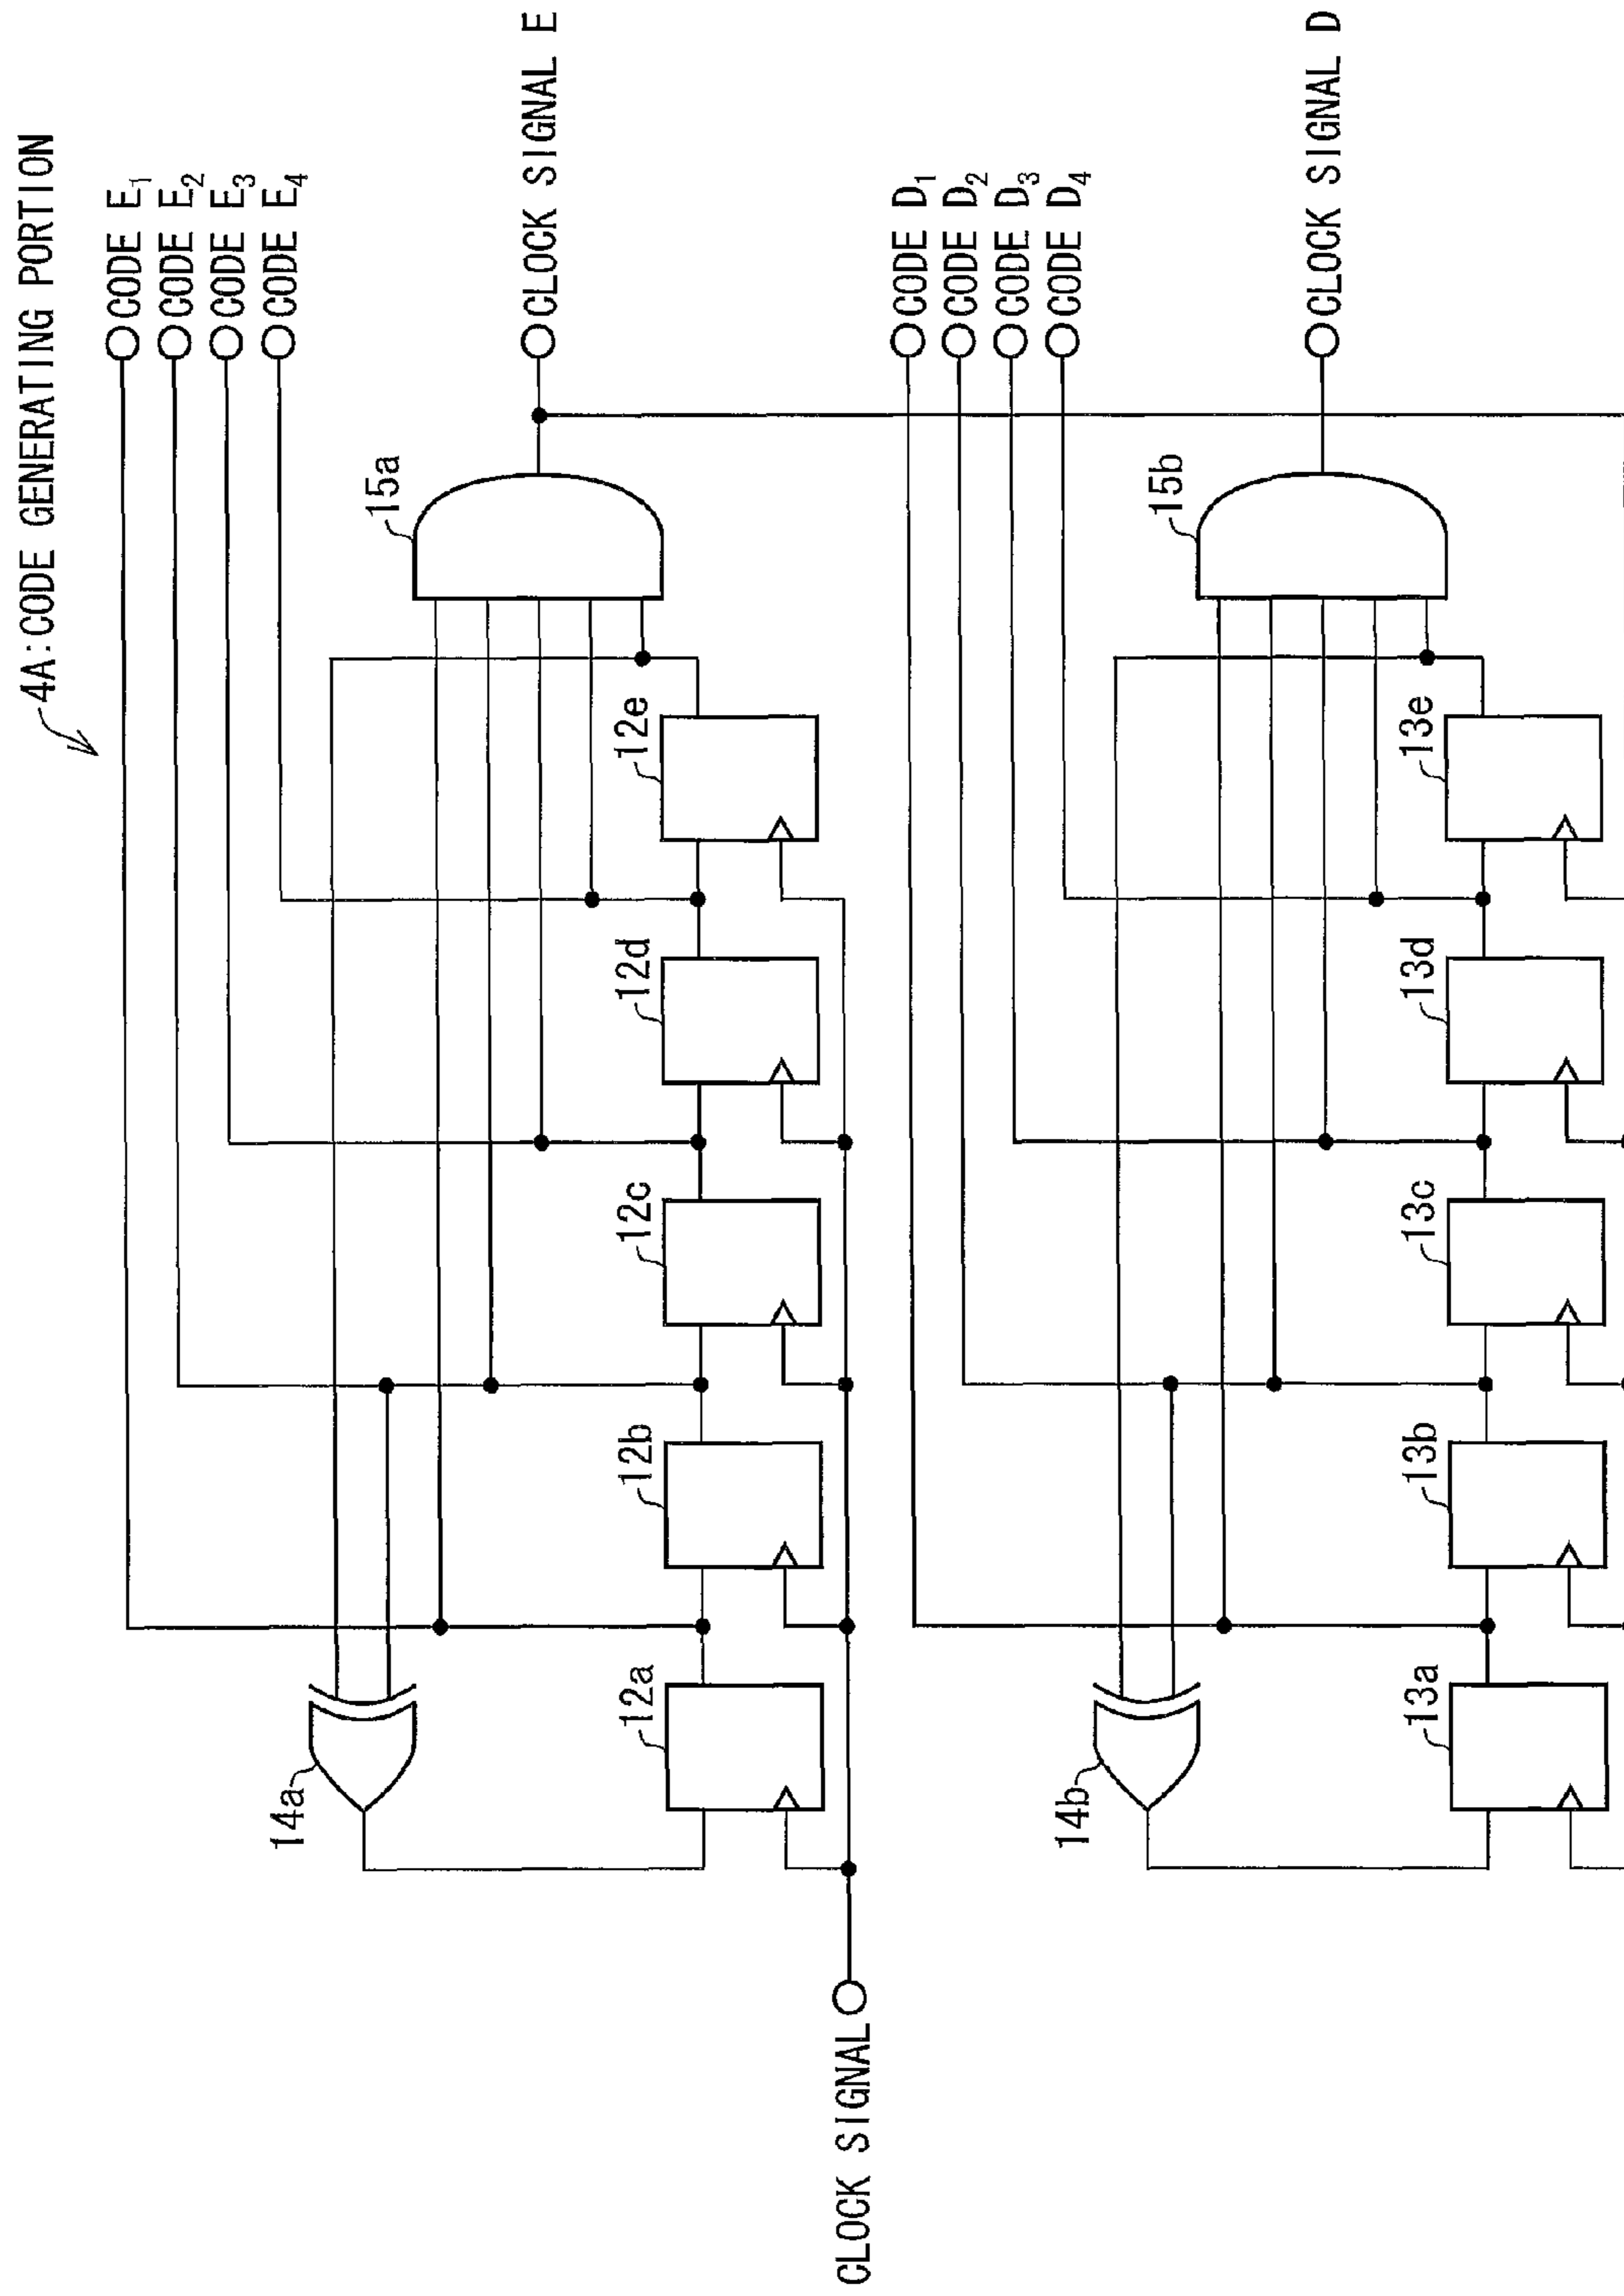 4A:CODE GENERATING PORTION
CODE E₁
CODE E₂
CODE E₃
CODE E₄
15a
CLOCK SIGNAL E
14a
12a
12b
12c
12d
12e
CLOCK SIGNAL
CODE D₁
CODE D₂
CODE D₃
CODE D₄
15b
CLOCK SIGNAL D
14b
13a
13b
13c
13d
13e